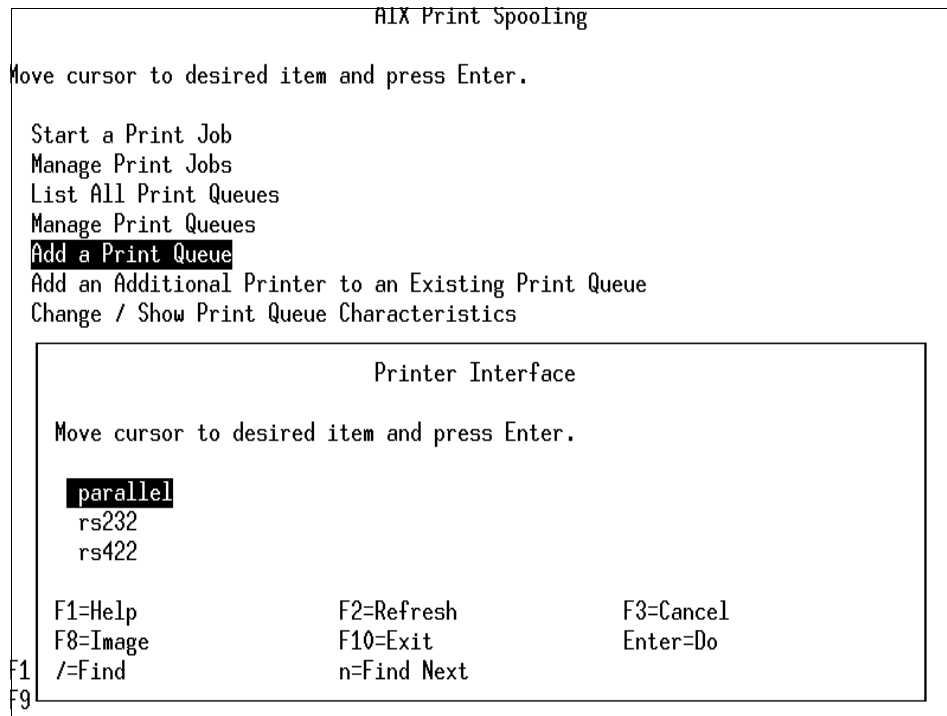 AIX Print Spooling
Move cursor to desired item and press Enter.
Start a Print Job
Manage Print Jobs
List All Print Queues
Manage Print Queues
Add a Print Queue
Add an Additional Printer to an Existing Print Queue
Change / Show Print Queue Characteristics
Printer Interface
Move cursor to desired item and press Enter.
parallel
rs232
rs422
F1=Help F2=Refresh F3=Cancel
F8=Image F10=Exit Enter=Do
F1 /=Find n=Find Next
F9